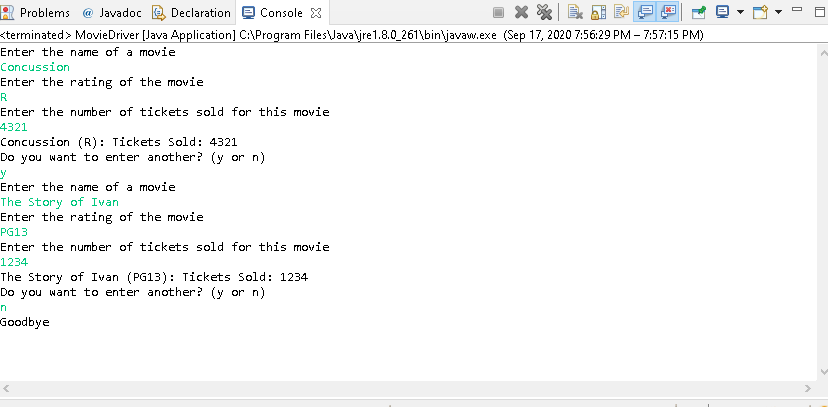 Problems @ Javadoc Declaration Console
<terminated> MovieDriver [Java Application] C:\Program Files\Java\jre1.8.0_261\bin\javaw.exe (Sep 17, 2020 7:56:29 PM – 7:57:15 PM)
Enter the name of a movie
Concussion
Enter the rating of the movie
R
Enter the number of tickets sold for this movie
4321
Concussion (R): Tickets Sold: 4321
Do you want to enter another? (y or n)
y
Enter the name of a movie
The Story of Ivan
Enter the rating of the movie
PG13
Enter the number of tickets sold for this movie
1234
The Story of Ivan (PG13): Tickets Sold: 1234
Do you want to enter another? (y or n)
n
Goodbye